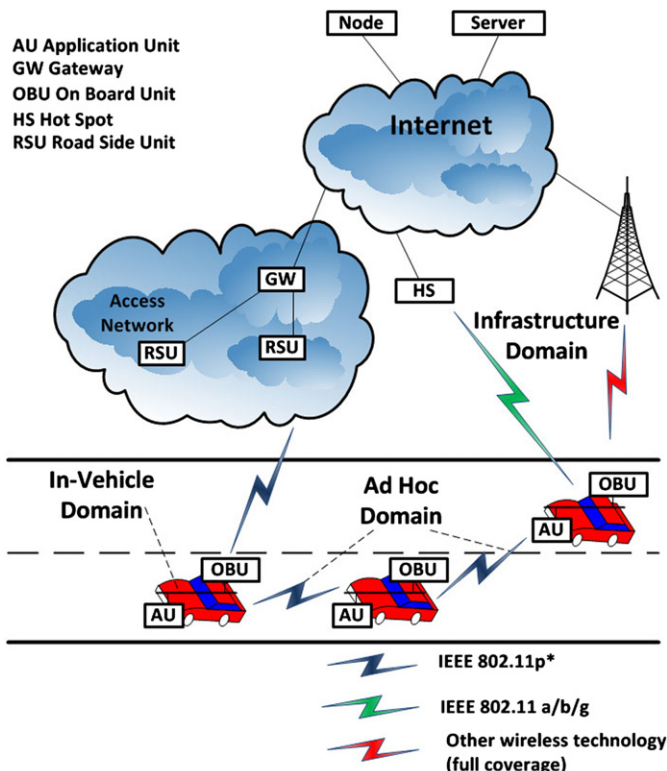 Node
Server
AU Application Unit
GW Gateway
OBU On Board Unit
HS Hot Spot
RSU Road Side Unit
Internet
GW
HS
Access
Network
RSU
RSU
Infrastructure
Domain
In-Vehicle
Domain
Ad Hoc
Domain
OBU
AU
OBU
AU
OBU
AU
IEEE 802.11p*
IEEE 802.11 a/b/g
Other wireless technology
(full coverage)